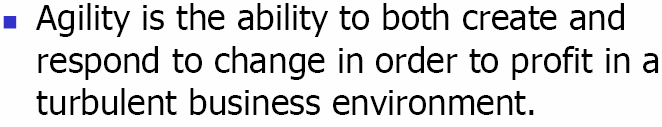 Agility is the ability to both create and
respond to change in order to profit in a
turbulent business environment.